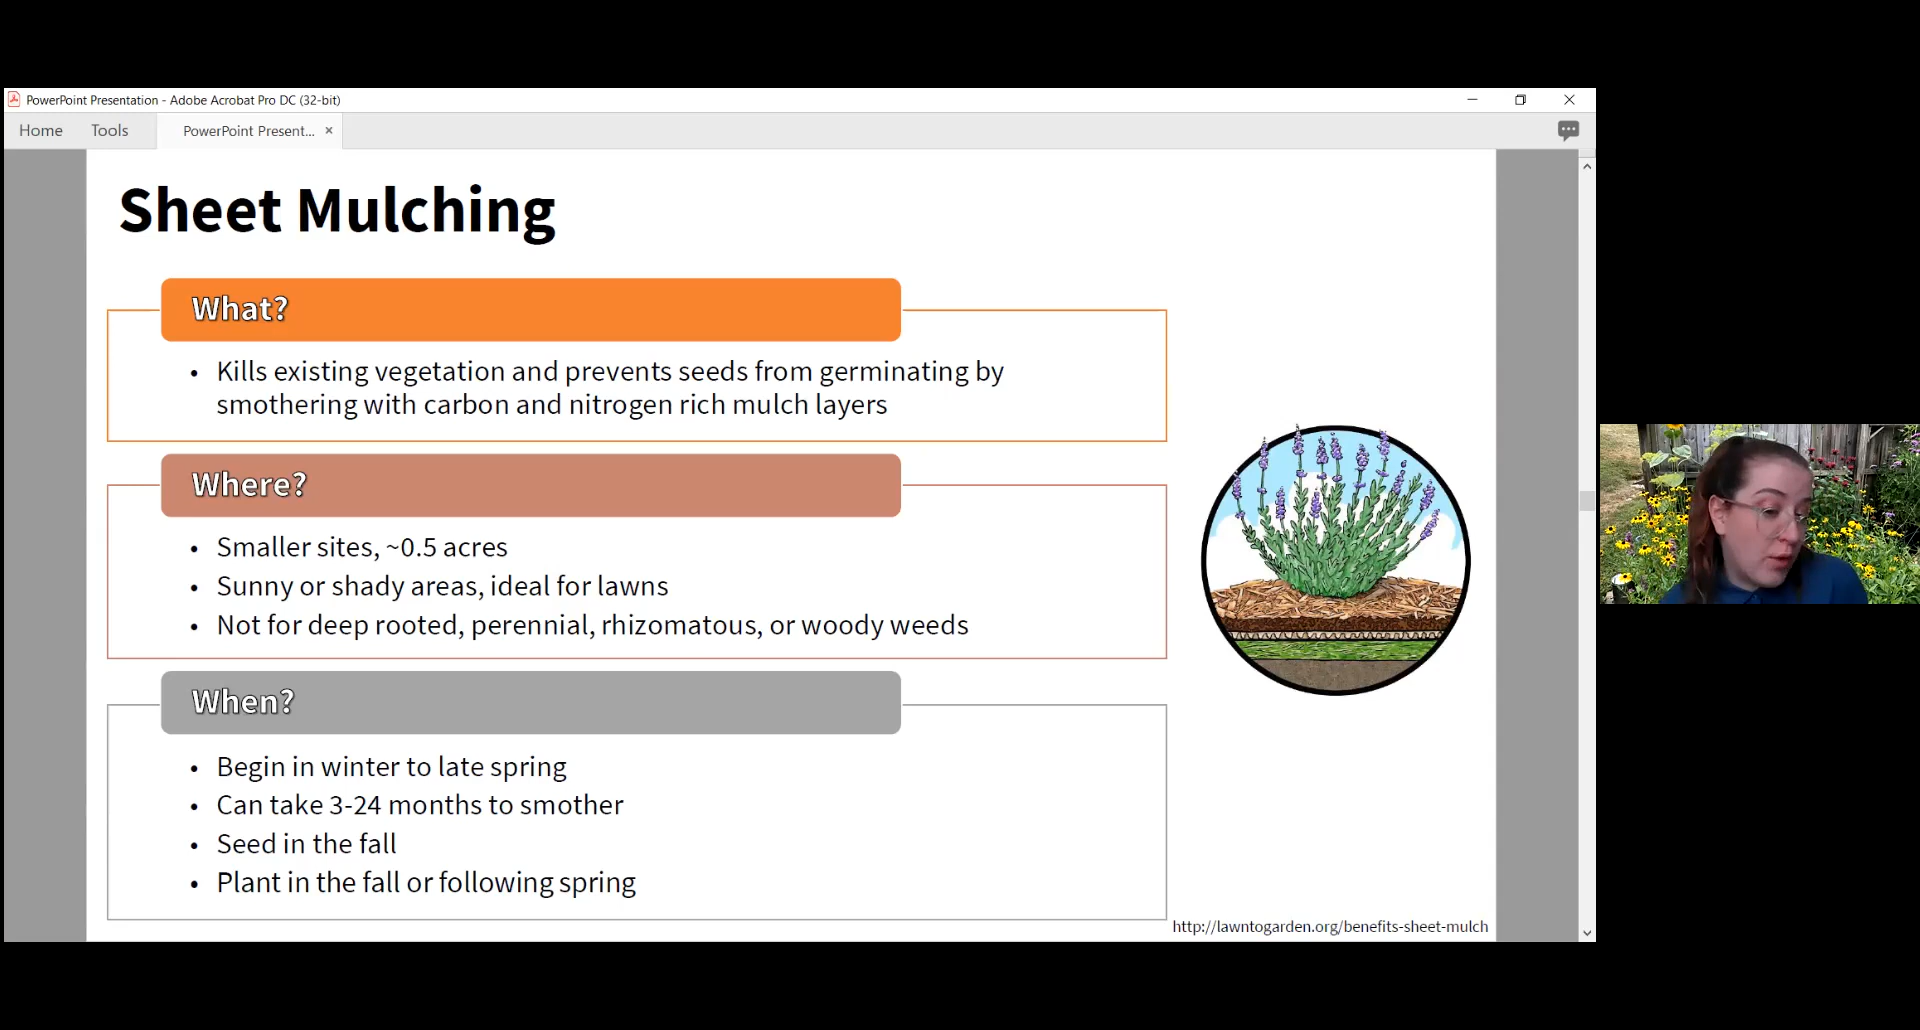 PowerPoint Presentation - Adobe Acrobat Pro DC (32-bit)
Home Tools PowerPoint Present... ×
Sheet Mulching
What?
• Kills existing vegetation and prevents seeds from germinating by
smothering with carbon and nitrogen rich mulch layers
Where?
• Smaller sites, ~0.5 acres
• Sunny or shady areas, ideal for lawns
• Not for deep rooted, perennial, rhizomatous, or woody weeds
When?
• Begin in winter to late spring
• Can take 3-24 months to smother
• Seed in the fall
• Plant in the fall or following spring
http://lawntogarden.org/benefits-sheet-mulch